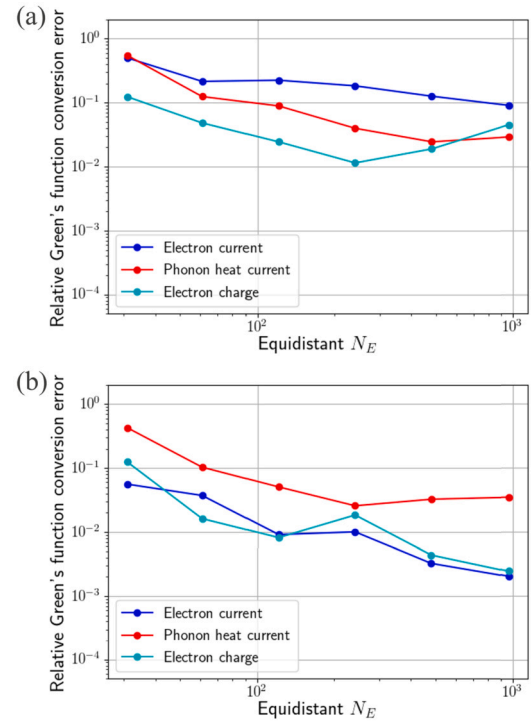 (a)
Relative Green's function conversion error
10⁰
10⁻¹
10⁻²
10⁻³
10⁻⁴
Electron current
Phonon heat current
Electron charge
10² 10³
Equidistant N_E
(b)
Relative Green's function conversion error
10⁰
10⁻¹
10⁻²
10⁻³
10⁻⁴
Electron current
Phonon heat current
Electron charge
10² 10³
Equidistant N_E